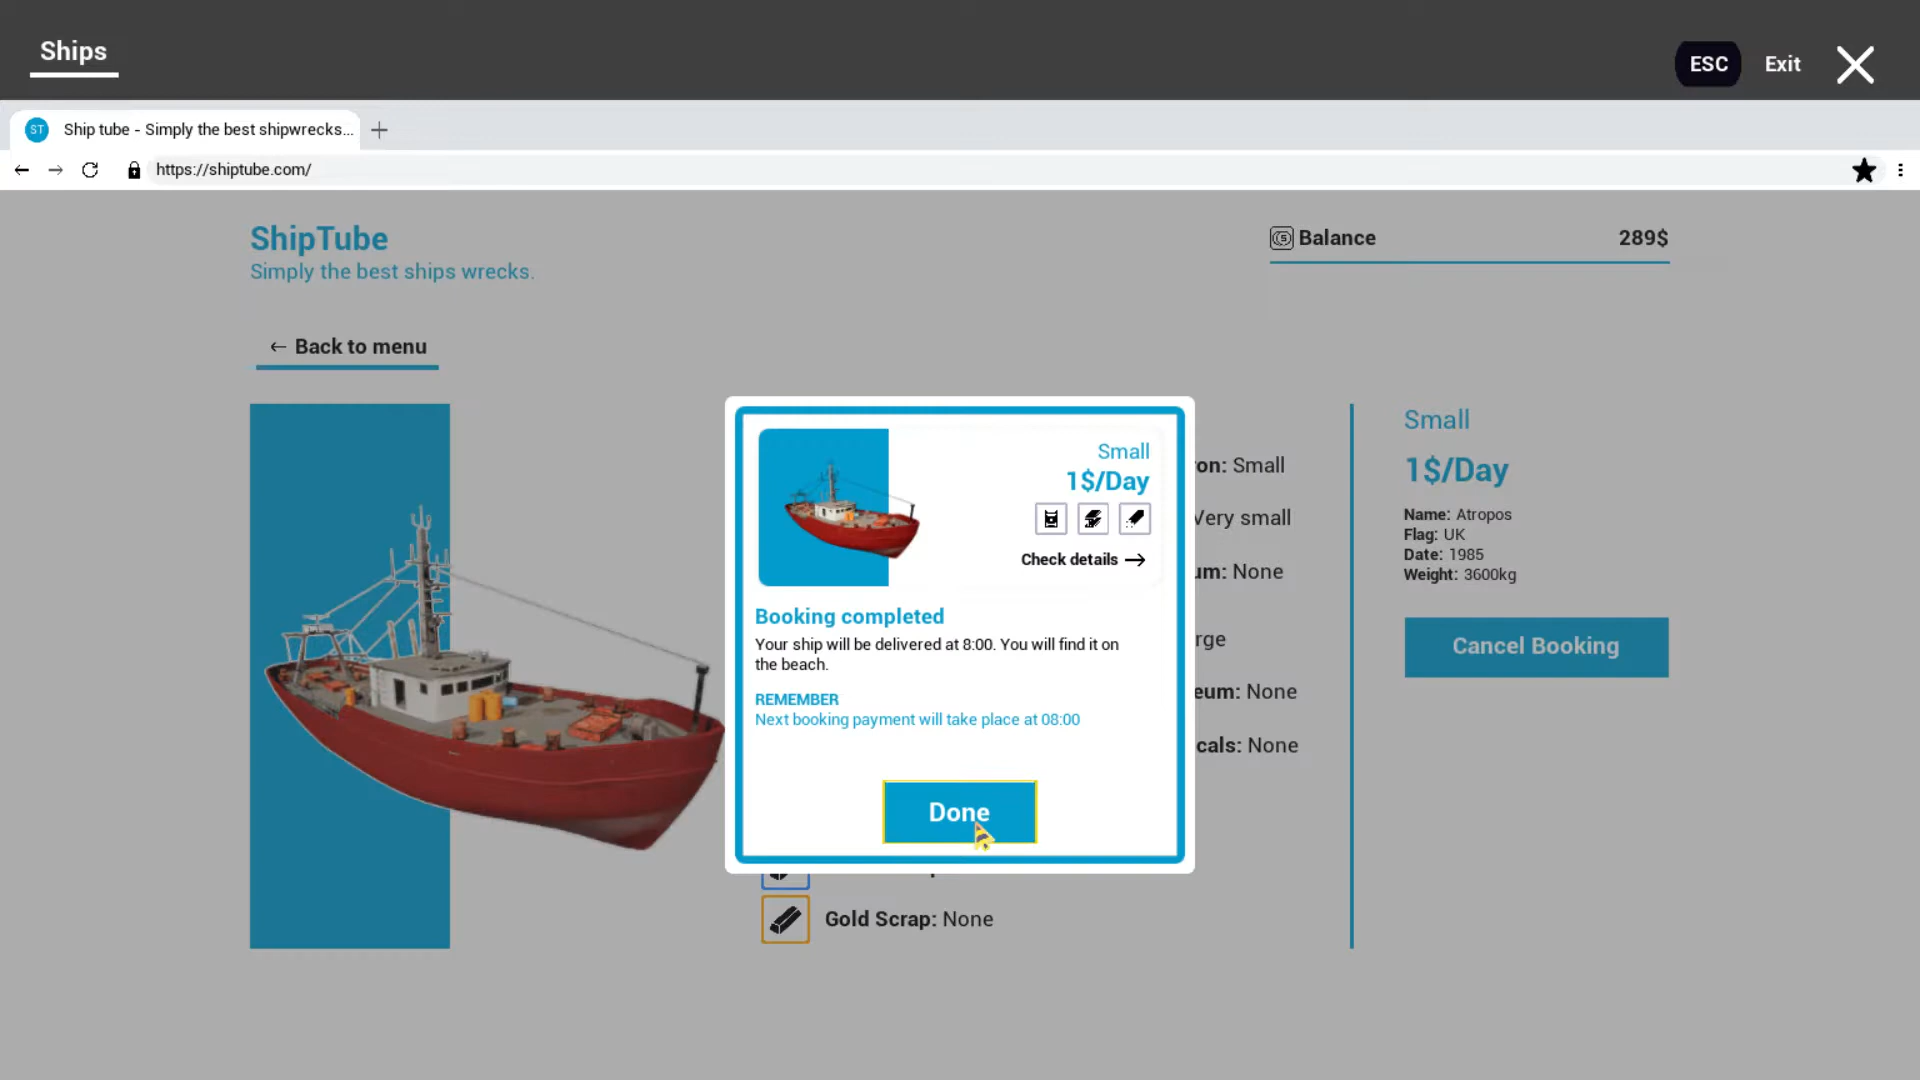 Ships
ESC Exit
ST Ship tube - Simply the best shipwrecks...
https://shiptube.com/
ShipTube
Simply the best ships wrecks.
Balance 289$
← Back to menu
Small
1$/Day
Check details →
Booking completed
Your ship will be delivered at 8:00. You will find it on
the beach.
REMEMBER
Next booking payment will take place at 08:00
Done
on: Small
Very small
um: None
rge
eum: None
cals: None
Gold Scrap: None
Small
1$/Day
Name: Atropos
Flag: UK
Date: 1985
Weight: 3600kg
Cancel Booking